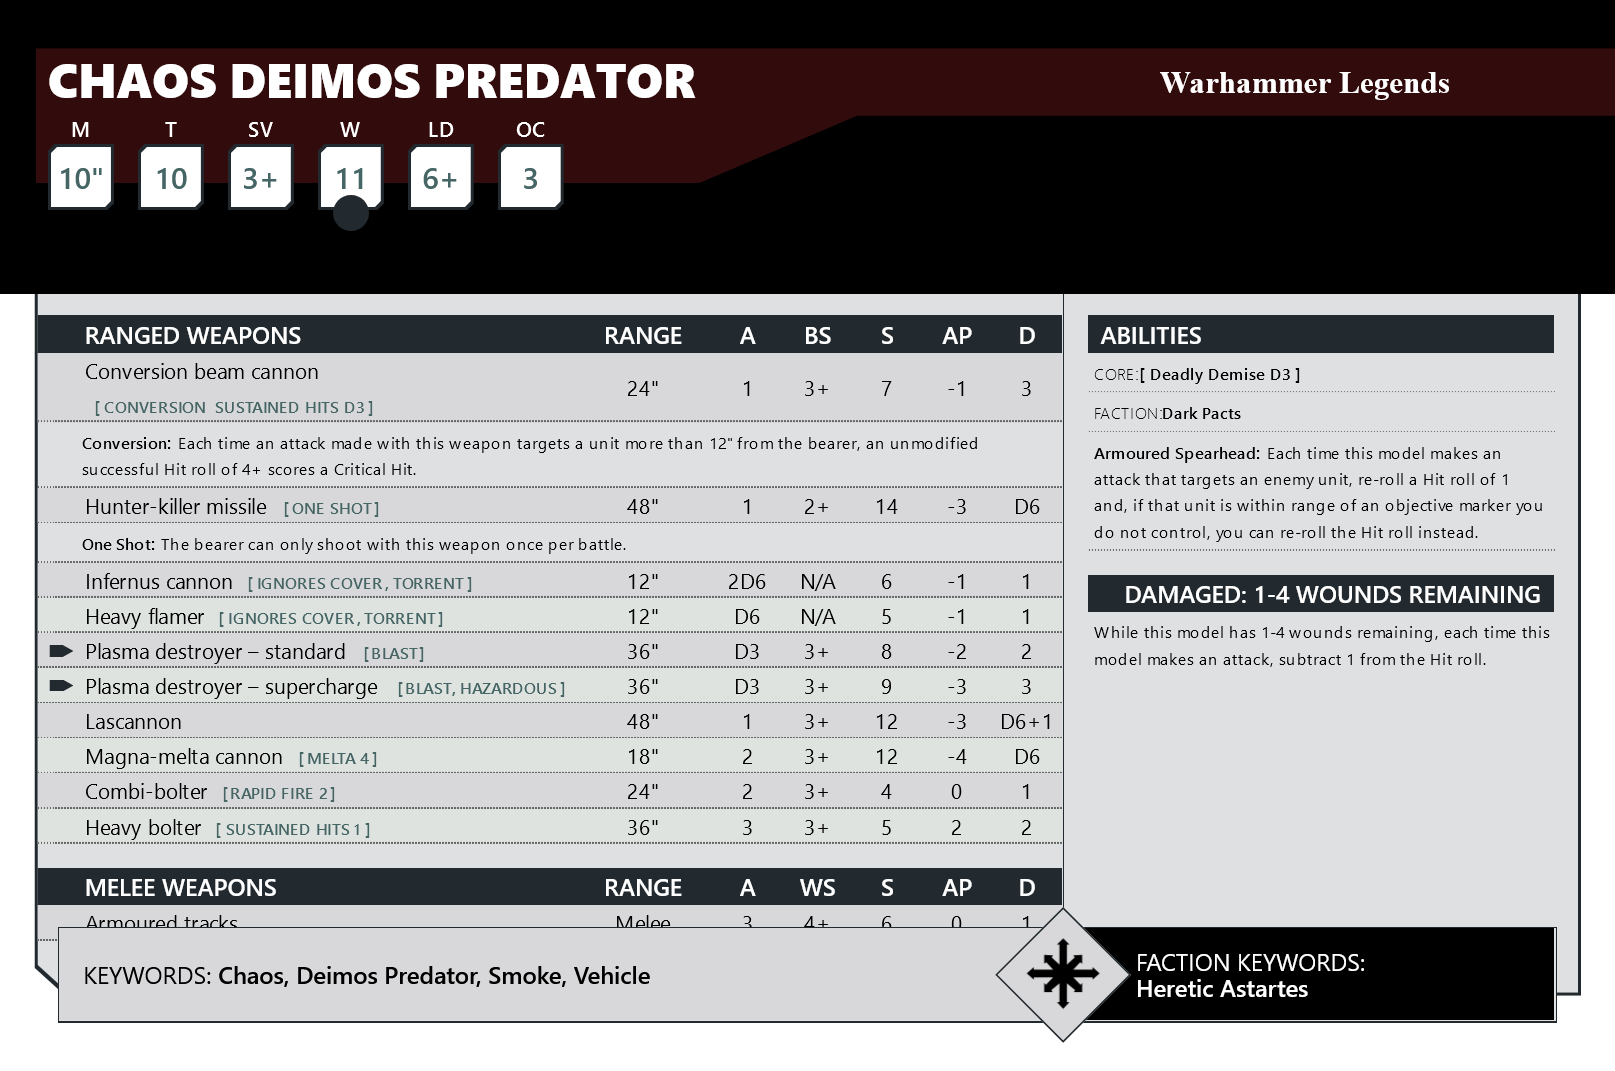 CHAOS DEIMOS PREDATOR
Warhammer Legends
M T SV W LD OC
10" 10 3+ 11 6+ 3
RANGED WEAPONS RANGE A BS S AP D
Conversion beam cannon
[CONVERSION SUSTAINED HITS D3] 24" 1 3+ 7 -1 3
Conversion: Each time an attack made with this weapon targets a unit more than 12" from the bearer, an unmodified
successful Hit roll of 4+ scores a Critical Hit.
Hunter-killer missile [ONE SHOT] 48" 1 2+ 14 -3 D6
One Shot: The bearer can only shoot with this weapon once per battle.
Infernus cannon [IGNORES COVER, TORRENT] 12" 2D6 N/A 6 -1 1
Heavy flamer [IGNORES COVER, TORRENT] 12" D6 N/A 5 -1 1
Plasma destroyer – standard [BLAST] 36" D3 3+ 8 -2 2
Plasma destroyer – supercharge [BLAST, HAZARDOUS] 36" D3 3+ 9 -3 3
Lascannon 48" 1 3+ 12 -3 D6+1
Magna-melta cannon [MELTA 4] 18" 2 3+ 12 -4 D6
Combi-bolter [RAPID FIRE 2] 24" 2 3+ 4 0 1
Heavy bolter [SUSTAINED HITS 1] 36" 3 3+ 5 2 2
MELEE WEAPONS RANGE A WS S AP D
Armoured tracks Melee 3 4+ 6 0 1
ABILITIES
CORE:[ Deadly Demise D3 ]
FACTION:Dark Pacts
Armoured Spearhead: Each time this model makes an
attack that targets an enemy unit, re-roll a Hit roll of 1
and, if that unit is within range of an objective marker you
do not control, you can re-roll the Hit roll instead.
DAMAGED: 1-4 WOUNDS REMAINING
While this model has 1-4 wounds remaining, each time this
model makes an attack, subtract 1 from the Hit roll.
KEYWORDS: Chaos, Deimos Predator, Smoke, Vehicle
FACTION KEYWORDS:
Heretic Astartes